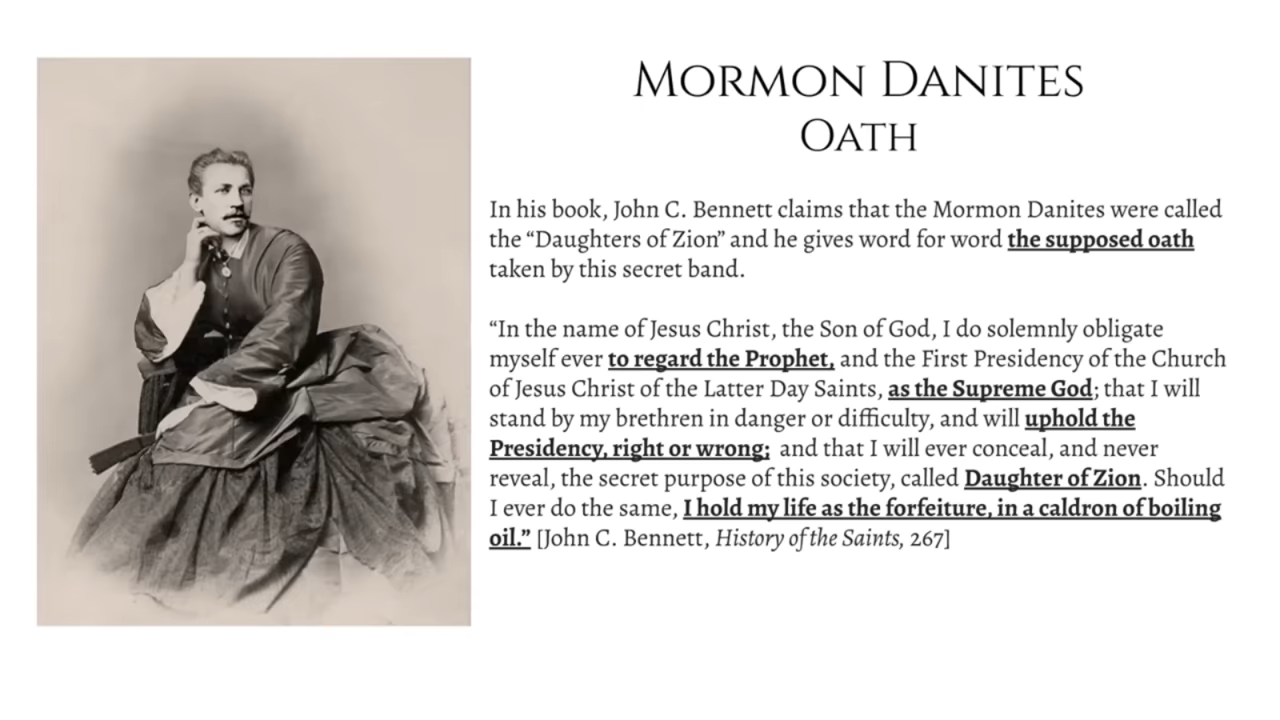 Mormon Danites
Oath
In his book, John C. Bennett claims that the Mormon Danites were called
the “Daughters of Zion” and he gives word for word the supposed oath
taken by this secret band.
“In the name of Jesus Christ, the Son of God, I do solemnly obligate
myself ever to regard the Prophet, and the First Presidency of the Church
of Jesus Christ of the Latter Day Saints, as the Supreme God; that I will
stand by my brethren in danger or difficulty, and will uphold the
Presidency, right or wrong;  and that I will ever conceal, and never
reveal, the secret purpose of this society, called Daughter of Zion. Should
I ever do the same, I hold my life as the forfeiture, in a caldron of boiling
oil.” [John C. Bennett, History of the Saints, 267]